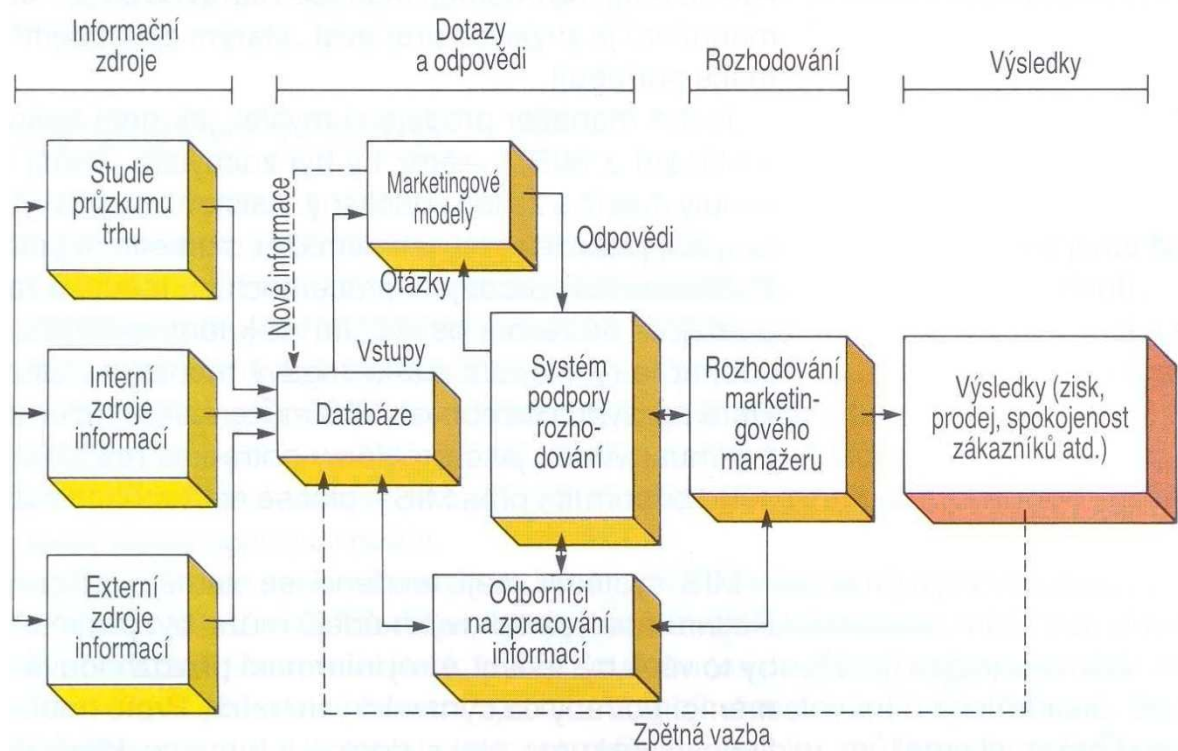 Informační
zdroje
Dotazy
a odpovědi
Rozhodování
Výsledky
Studie
průzkumu
trhu
Interní
zdroje
informací
Externí
zdroje
informací
Nové informace
Marketingové
modely
Odpovědi
Otázky
Vstupy
Databáze
Systém
podpory
rozho-
dování
Odborníci
na zpracování
informací
Rozhodování
marketin-
gového
manažeru
Výsledky (zisk,
prodej, spokojenost
zákazníků atd.)
Zpětná vazba